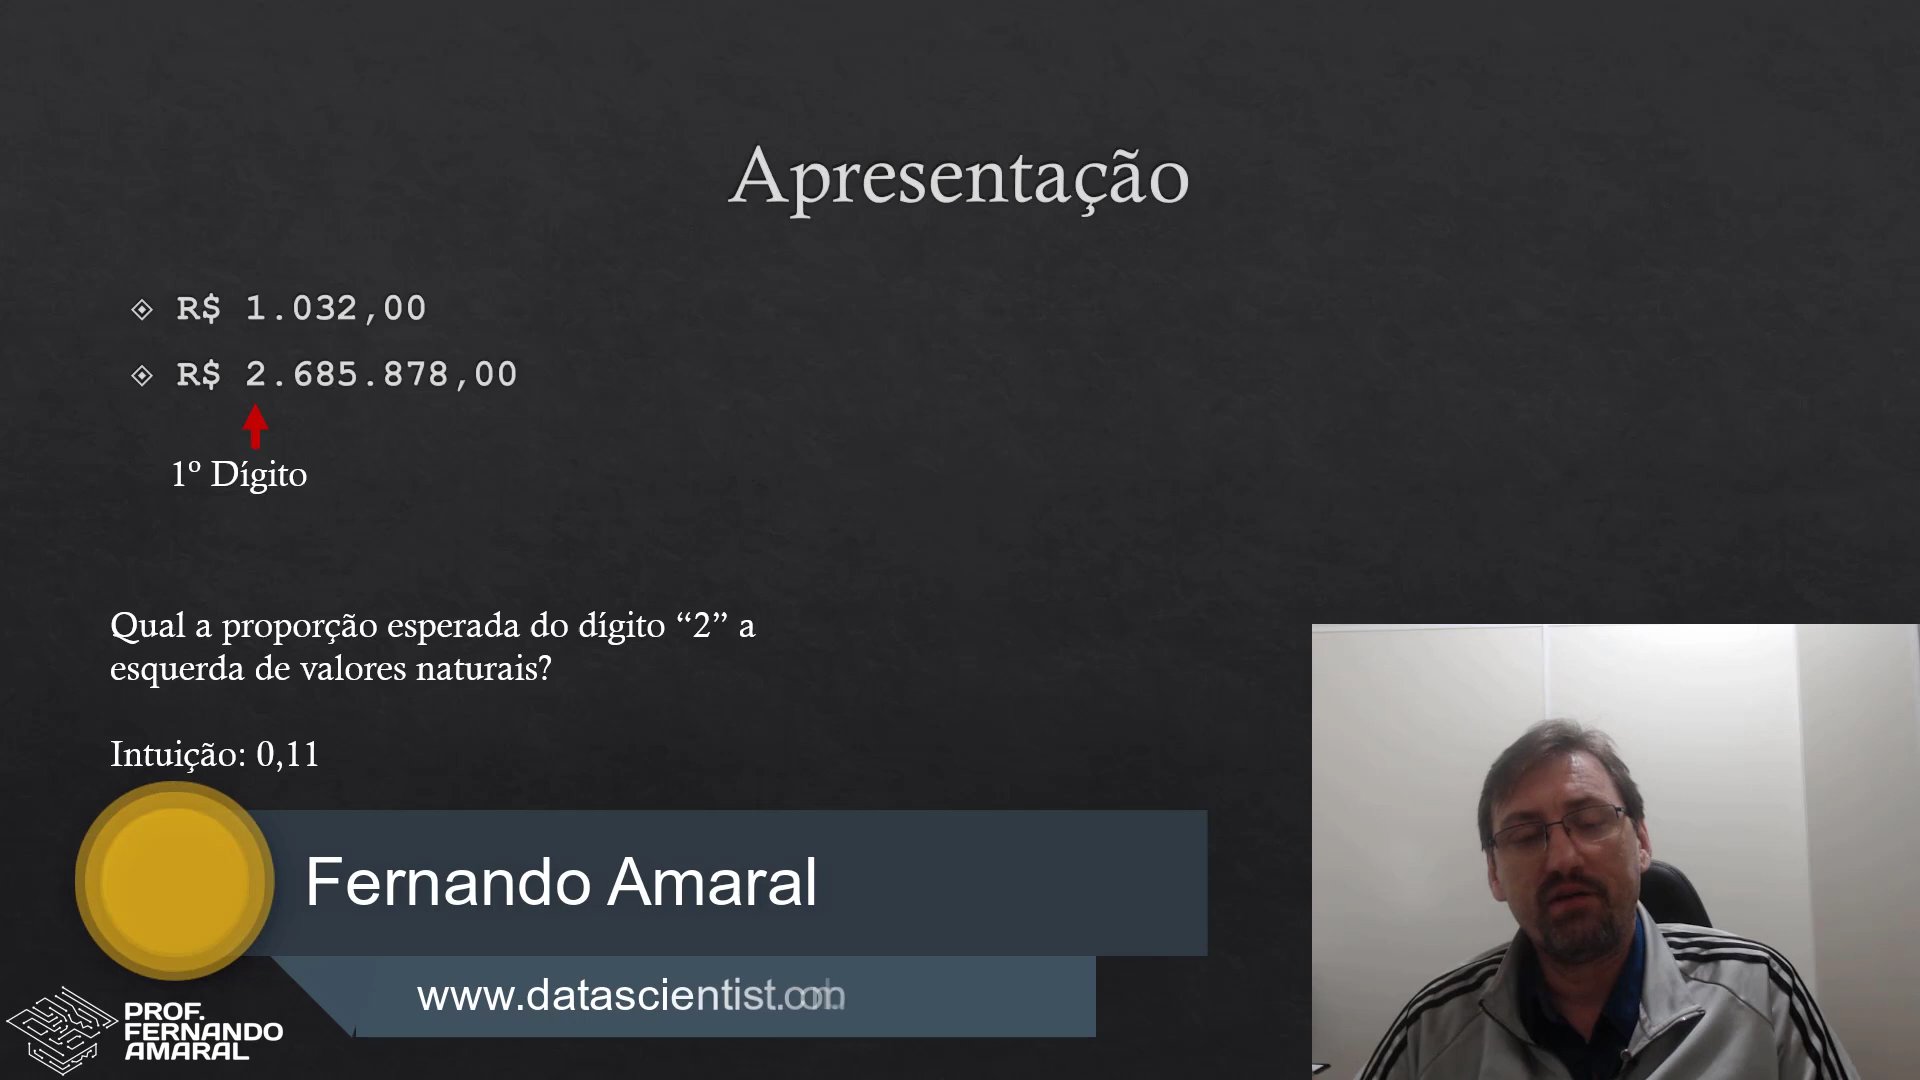 Apresentação
R$ 1.032,00
R$ 2.685.878,00
1º Dígito
Qual a proporção esperada do dígito “2” a
esquerda de valores naturais?
Intuição: 0,11
Fernando Amaral
PROF.
FERNANDO
AMARAL